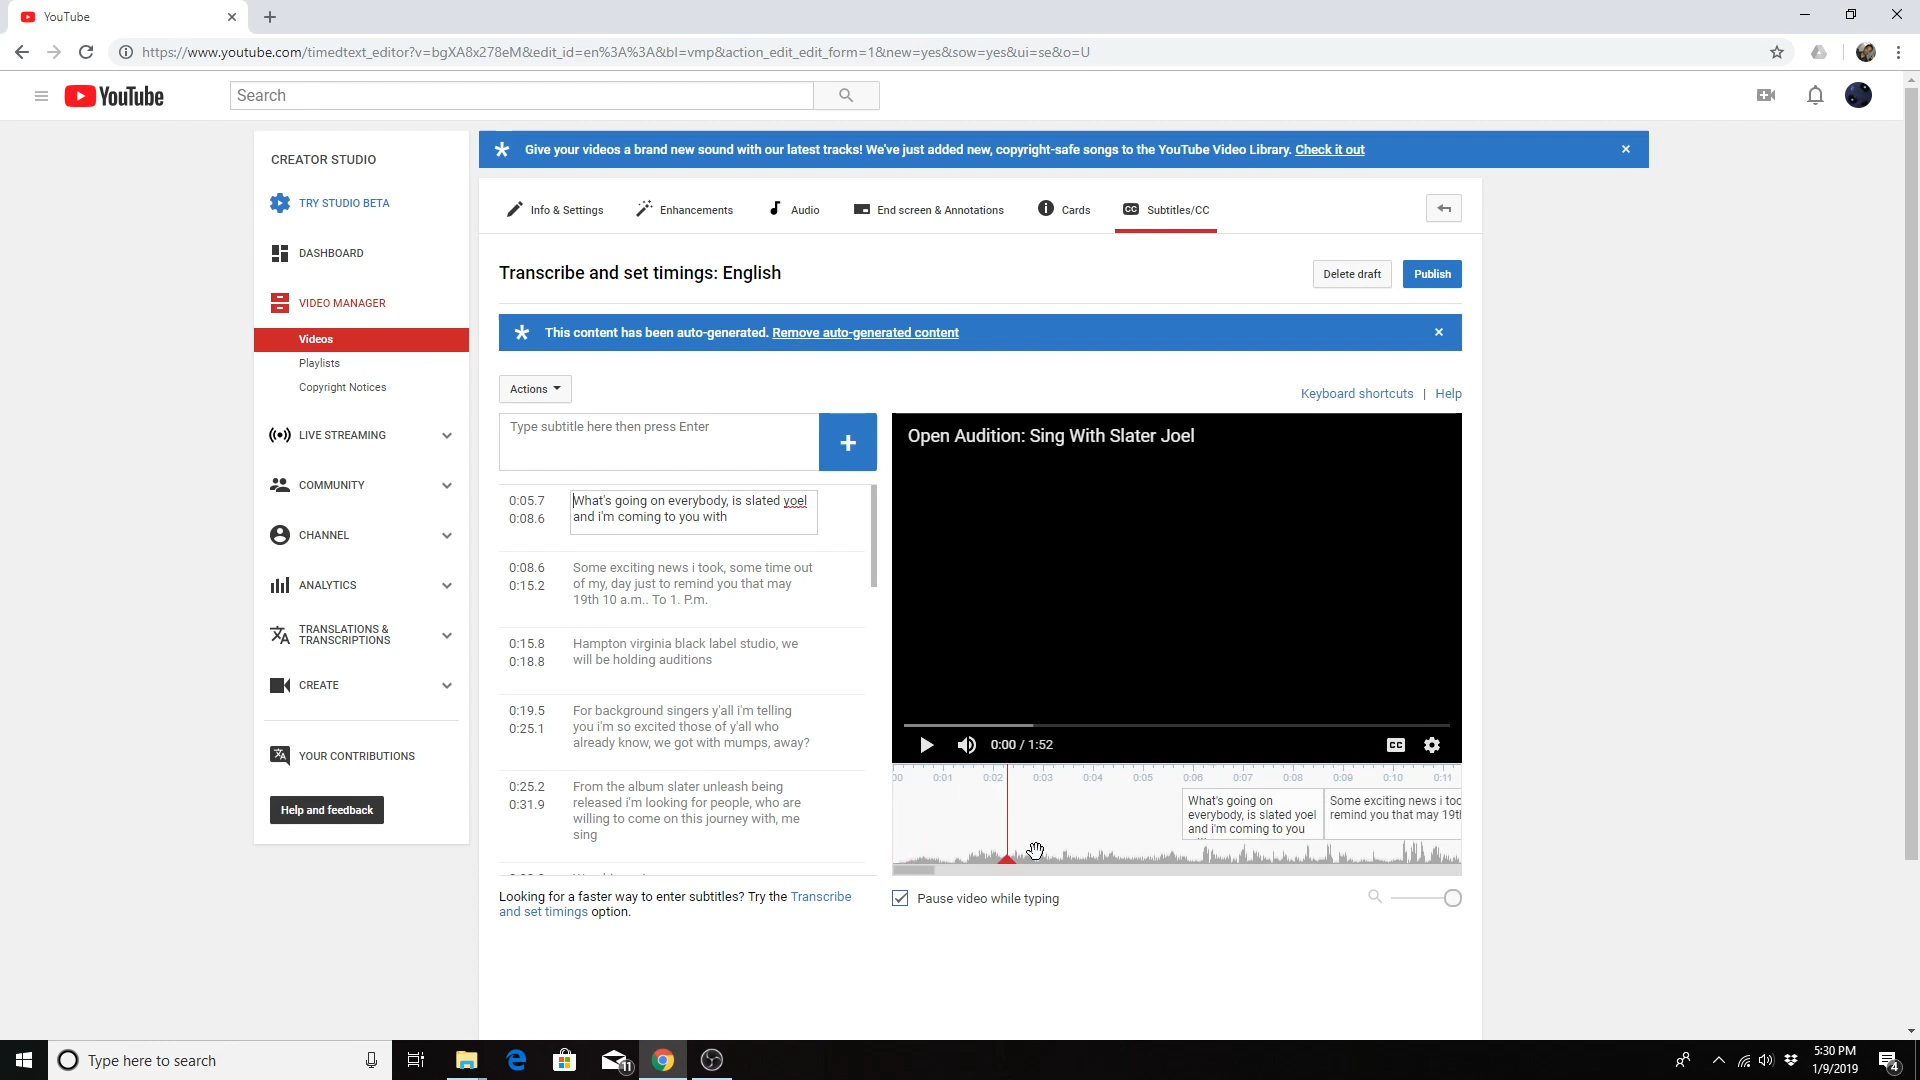 YouTube
https://www.youtube.com/timedtext_editor?v=bgXA8x278eM&edit_id=en%3A%3A&bl=vmp&action_edit_edit_form=1&new=yes&sow=yes&ui=se&o=U
YouTube
Search
CREATOR STUDIO
TRY STUDIO BETA
DASHBOARD
VIDEO MANAGER
Videos
Playlists
Copyright Notices
LIVE STREAMING
COMMUNITY
CHANNEL
ANALYTICS
TRANSLATIONS &
TRANSCRIPTIONS
CREATE
YOUR CONTRIBUTIONS
Help and feedback
Give your videos a brand new sound with our latest tracks! We've just added new, copyright-safe songs to the YouTube Video Library. Check it out
Info & Settings
Enhancements
Audio
End screen & Annotations
Cards
CC Subtitles/CC
Transcribe and set timings: English
Delete draft
Publish
This content has been auto-generated. Remove auto-generated content
Actions
Keyboard shortcuts | Help
Type subtitle here then press Enter
+
0:05.7
0:08.6
What's going on everybody, is slated yoel
and i'm coming to you with
0:08.6
0:15.2
Some exciting news i took, some time out
of my, day just to remind you that may
19th 10 a.m.. To 1. P.m.
0:15.8
0:18.8
Hampton virginia black label studio, we
will be holding auditions
0:19.5
0:25.1
For background singers y'all i'm telling
you i'm so excited those of y'all who
already know, we got with mumps, away?
0:25.2
0:31.9
From the album slater unleash being
released i'm looking for people, who are
willing to come on this journey with, me
sing
Looking for a faster way to enter subtitles? Try the Transcribe
and set timings option.
Open Audition: Sing With Slater Joel
0:00 / 1:52
CC
00 0:01 0:02 0:03 0:04 0:05 0:06 0:07 0:08 0:09 0:10 0:11
What's going on
everybody, is slated yoel
and i'm coming to you
Some exciting news i too
remind you that may 19t
Pause video while typing
Type here to search
11
5:30 PM
1/9/2019
4